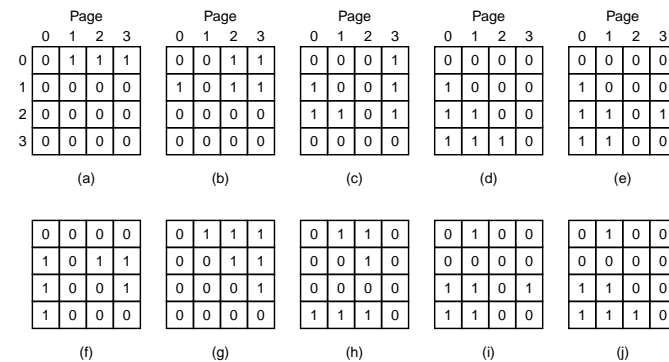 Page Page Page Page Page
0 1 2 3 0 1 2 3 0 1 2 3 0 1 2 3 0 1 2 3
0 0 1 1 1 0 0 1 1 0 0 0 1 0 0 0 0 0 0 0 0
1 0 0 0 0 1 0 1 1 1 0 0 1 1 0 0 0 1 0 0 0
2 0 0 0 0 0 0 0 0 1 1 0 1 1 1 0 0 1 1 0 1
3 0 0 0 0 0 0 0 0 0 0 0 0 1 1 1 0 1 1 0 0
(a) (b) (c) (d) (e)
0 0 0 0 0 1 1 1 0 1 1 0 0 1 0 0 0 1 0 0
1 0 1 1 0 0 1 1 0 0 1 0 0 0 0 0 0 0 0 0
1 0 0 1 0 0 0 1 0 0 0 0 1 1 0 1 1 1 0 0
1 0 0 0 0 0 0 0 1 1 1 0 1 1 0 0 1 1 1 0
(f) (g) (h) (i) (j)